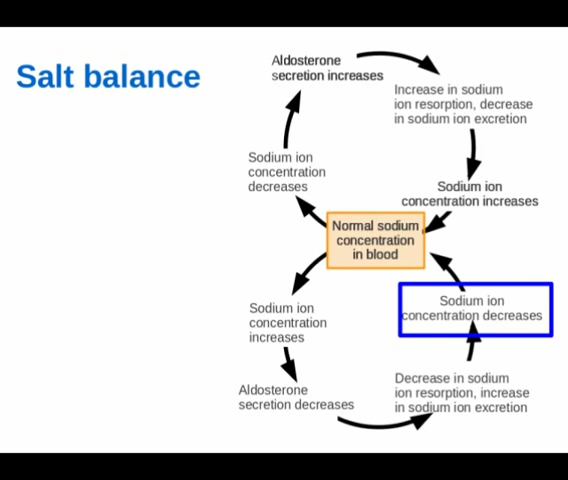 Salt balance
Aldosterone
secretion increases
Increase in sodium
ion resorption, decrease
in sodium ion excretion
Sodium ion
concentration
decreases
Sodium ion
concentration increases
Normal sodium
concentration
in blood
Sodium ion
concentration
increases
Sodium ion
concentration decreases
Aldosterone
secretion decreases
Decrease in sodium
ion resorption, increase
in sodium ion excretion